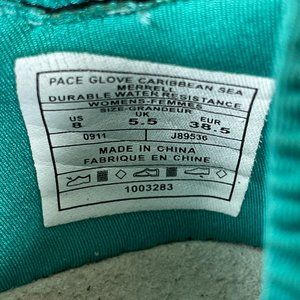 PACE GLOVE CARIBBEAN SEA
MERRELL
DURABLE WATER RESISTANCE
WOMENS-FEMMES
SIZE-GRANDEUR
US UK EUR
8 5.5 38.5
0911 J89536
MADE IN CHINA
FABRIQUE EN CHINE
1003283